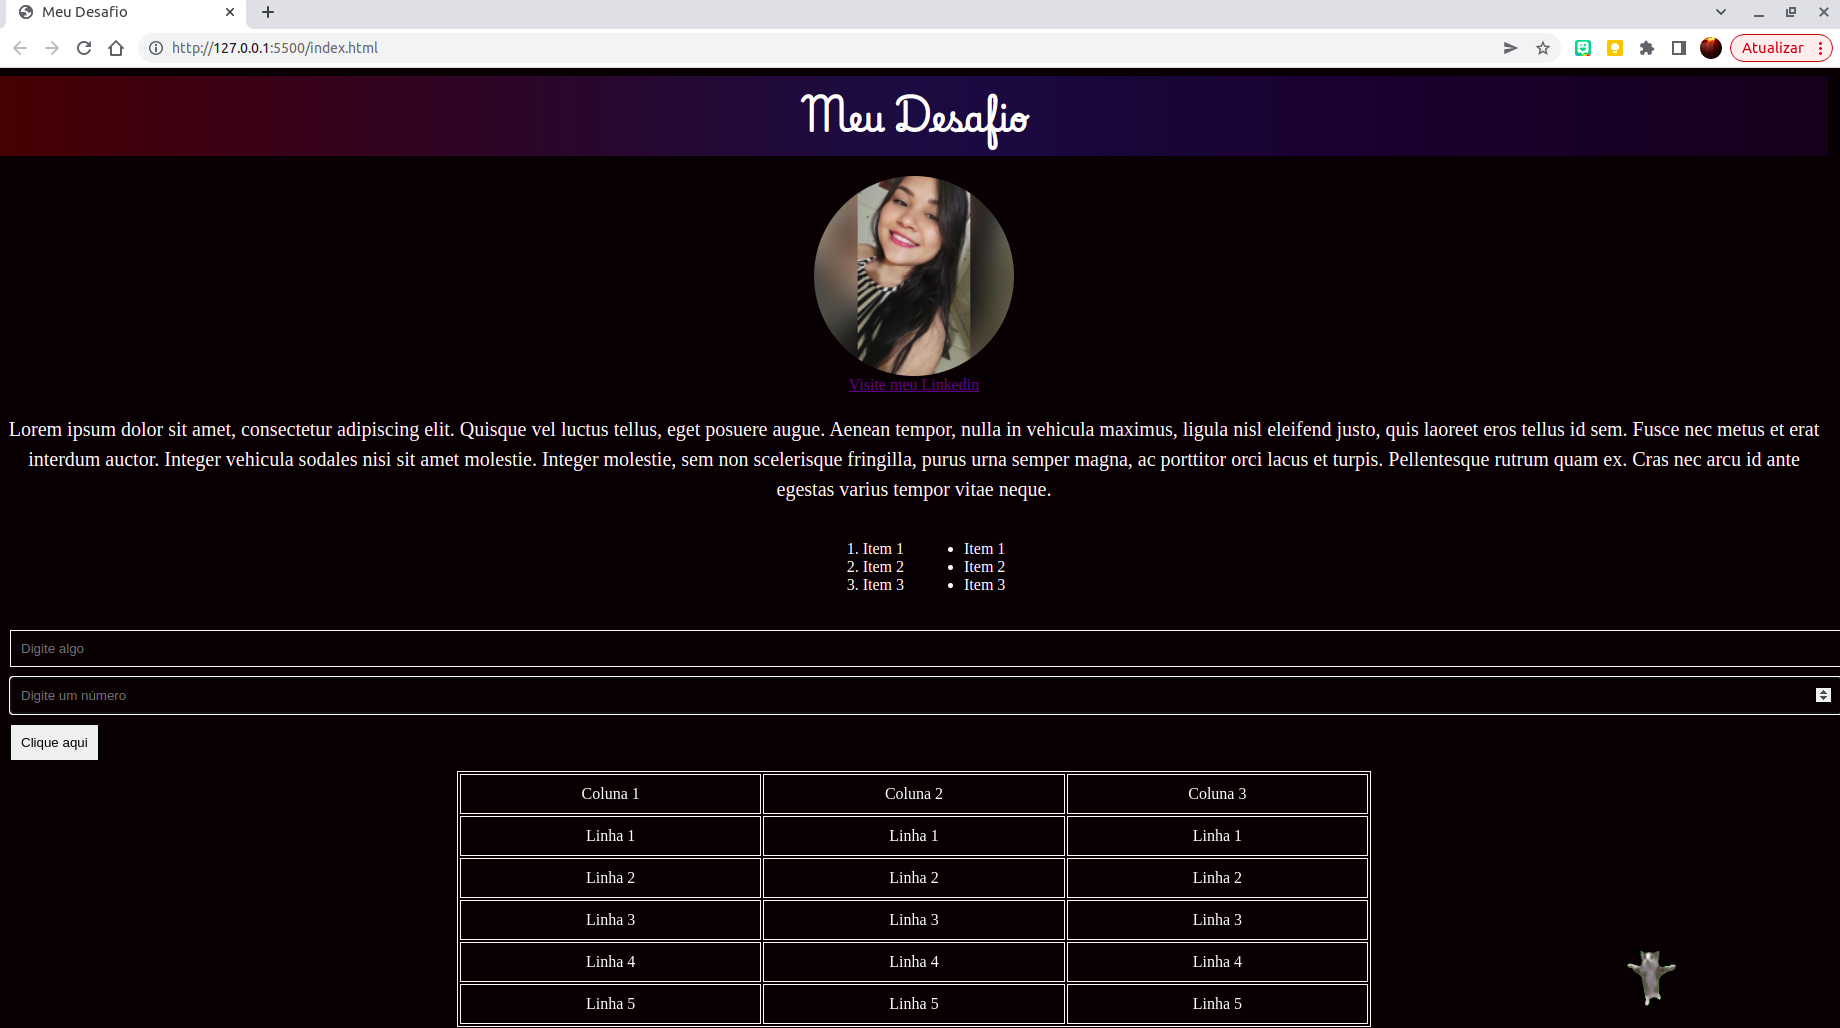 Meu Desafio
http://127.0.0.1:5500/index.html
Atualizar
Meu Desafio
Visite meu Linkedin
Lorem ipsum dolor sit amet, consectetur adipiscing elit. Quisque vel luctus tellus, eget posuere augue. Aenean tempor, nulla in vehicula maximus, ligula nisl eleifend justo, quis laoreet eros tellus id sem. Fusce nec metus et erat
interdum auctor. Integer vehicula sodales nisi sit amet molestie. Integer molestie, sem non scelerisque fringilla, purus urna semper magna, ac porttitor orci lacus et turpis. Pellentesque rutrum quam ex. Cras nec arcu id ante
egestas varius tempor vitae neque.
1. Item 1
2. Item 2
3. Item 3
• Item 1
• Item 2
• Item 3
Digite algo
Digite um número
Clique aqui
Coluna 1 Coluna 2 Coluna 3
Linha 1 Linha 1 Linha 1
Linha 2 Linha 2 Linha 2
Linha 3 Linha 3 Linha 3
Linha 4 Linha 4 Linha 4
Linha 5 Linha 5 Linha 5